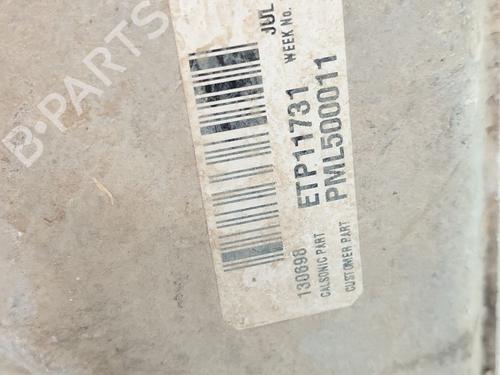 130698
ETP11731
JUL
CALSONIC PART
WEEK No.
CUSTOMER PART
PML500011
B-PARTS